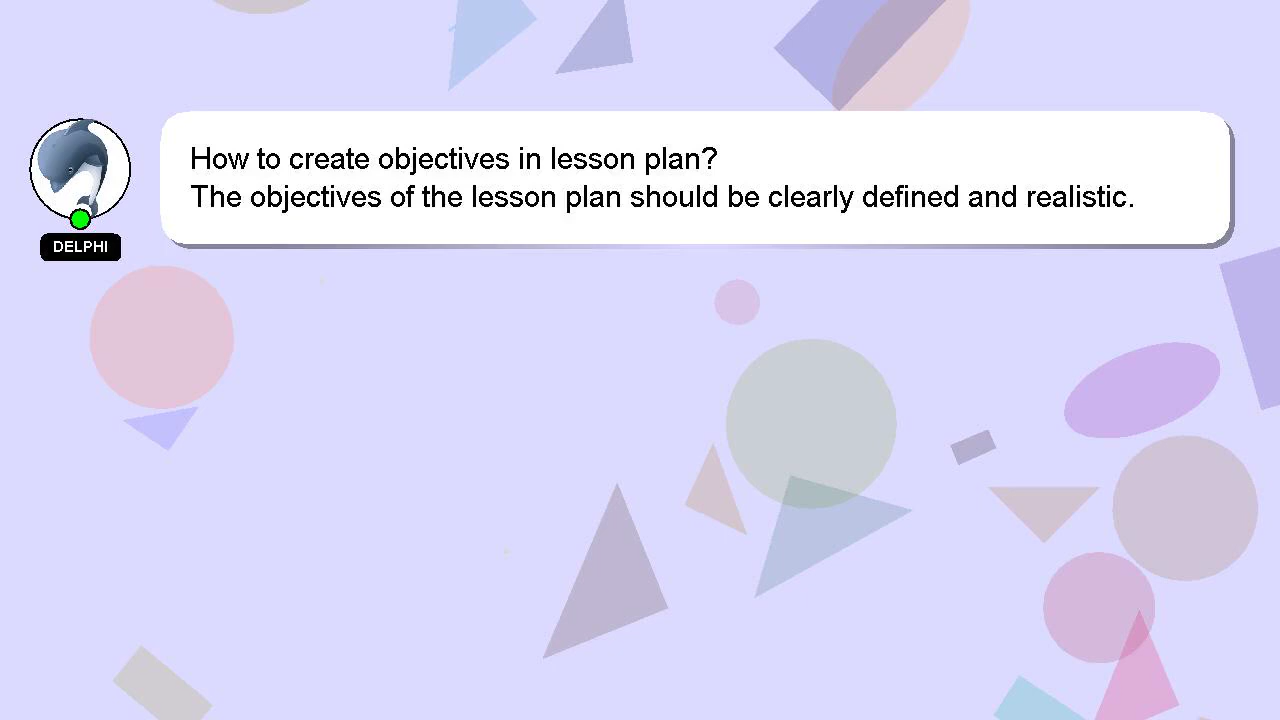 How to create objectives in lesson plan?
The objectives of the lesson plan should be clearly defined and realistic.
DELPHI